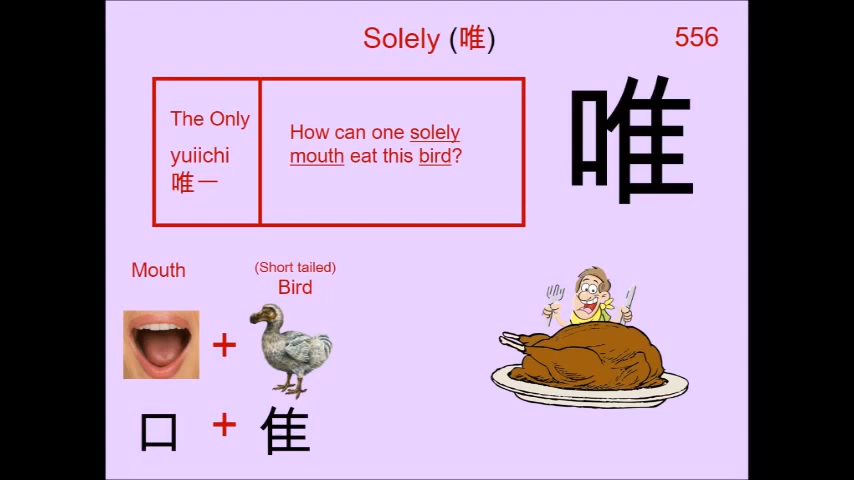 Solely (唯)
556
The Only
yuiichi
唯一
How can one solely
mouth eat this bird?
唯
Mouth
(Short tailed)
Bird
+
口 + 隹